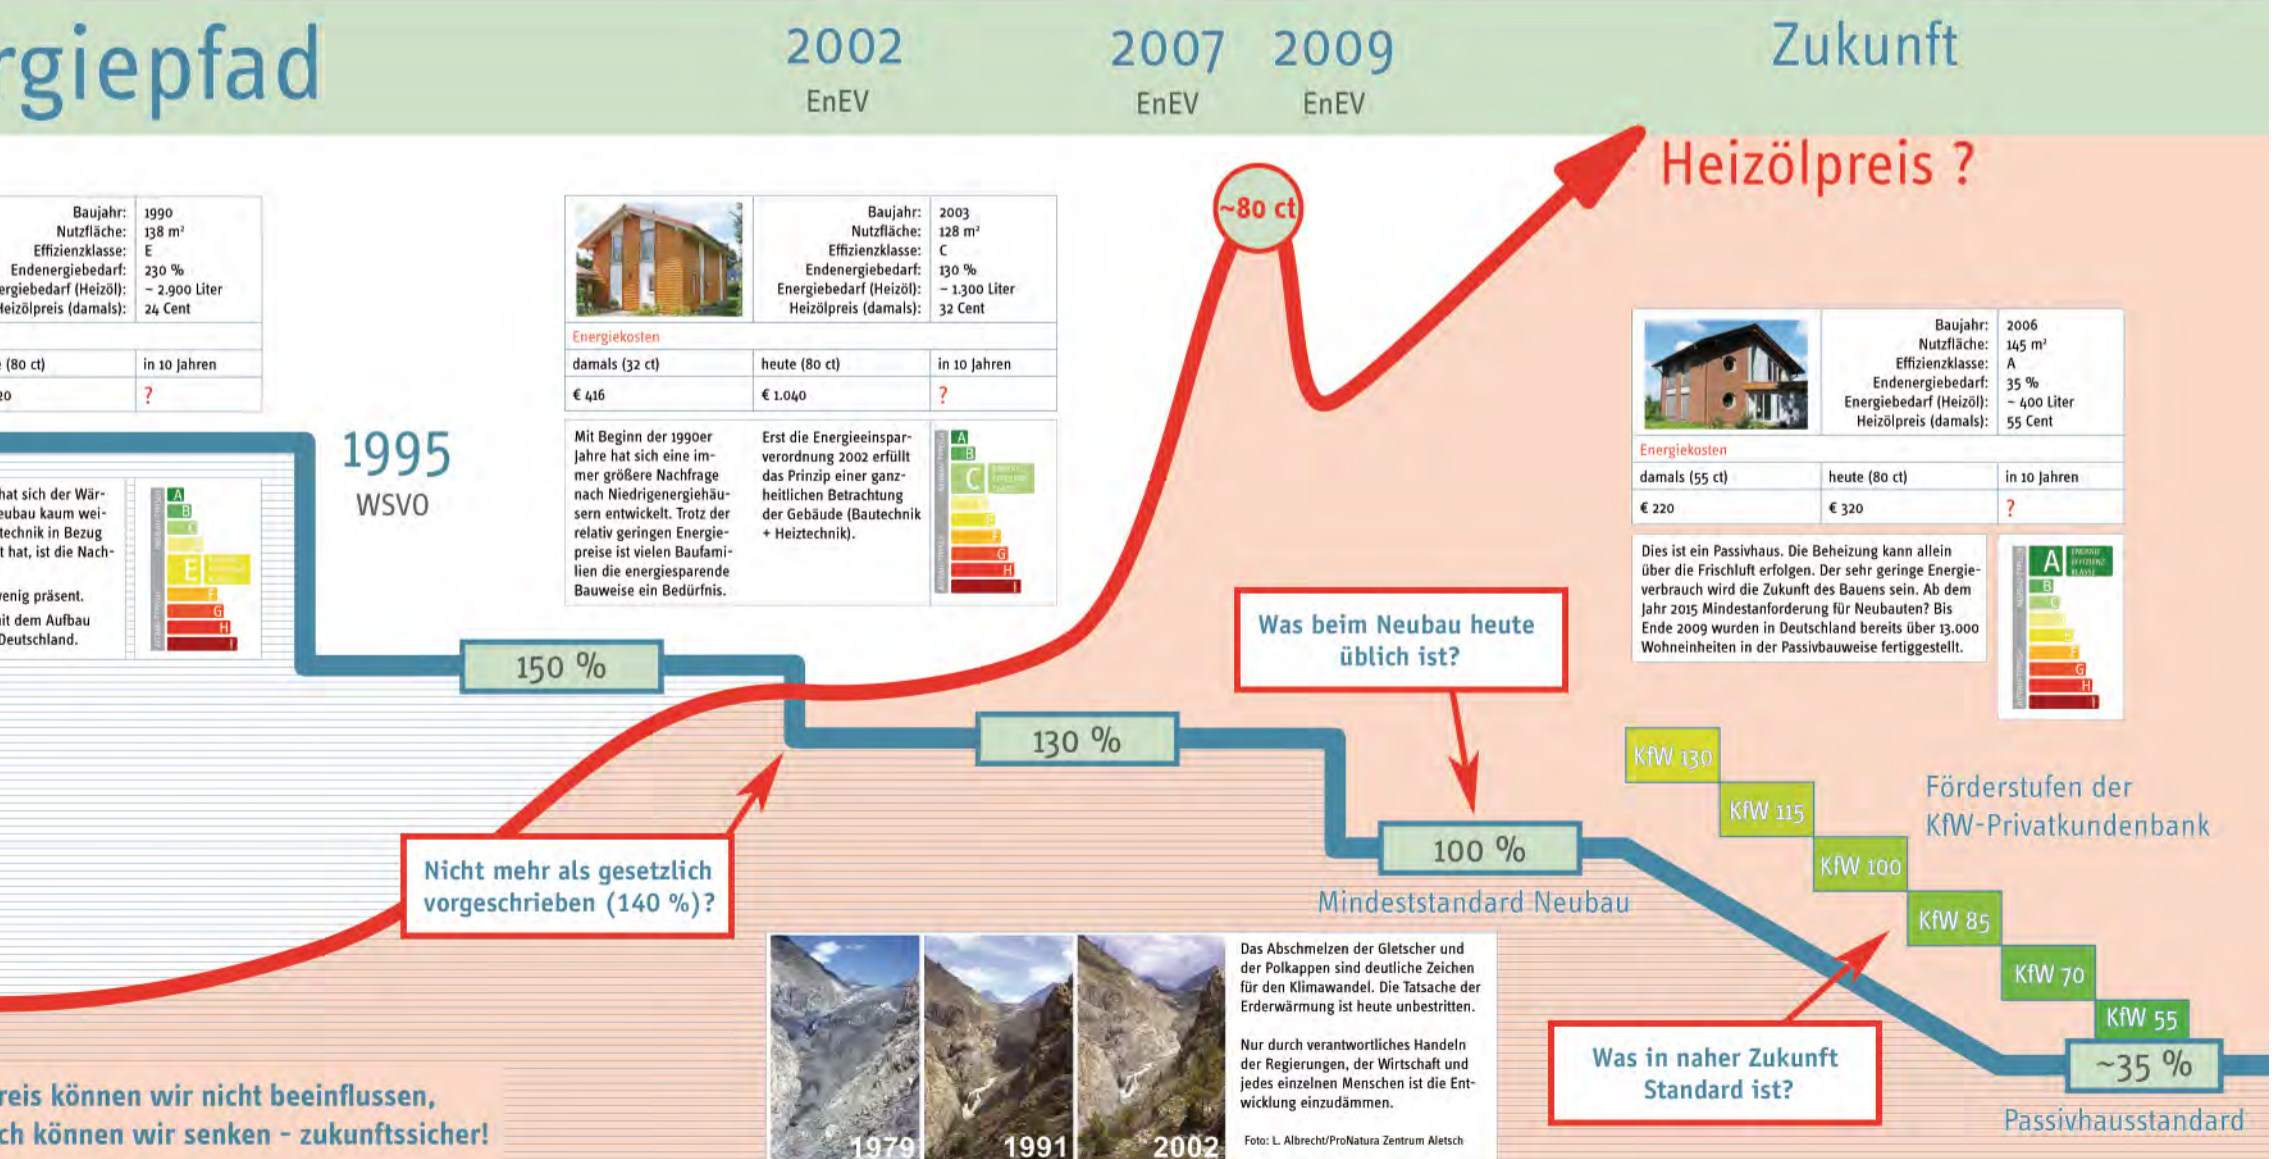 rgiepfad
2002
EnEV
2007
EnEV
2009
EnEV
Zukunft
Heizölpreis ?
~80 ct
Baujahr: 1990
Nutzfläche: 138 m²
Effizienzklasse: E
Endenergiebedarf: 230 %
ergiebedarf (Heizöl): ~ 2.900 Liter
Heizölpreis (damals): 24 Cent
(80 ct) in 10 Jahren
20 ?
1995
WSVO
hat sich der Wär-
eubau kaum wei-
technik in Bezug
t hat, ist die Nach-
wenig präsent.
it dem Aufbau
Deutschland.
A
B
C
E
F
G
H
I
Baujahr: 2003
Nutzfläche: 128 m²
Effizienzklasse: C
Endenergiebedarf: 130 %
Energiebedarf (Heizöl): ~ 1.300 Liter
Heizölpreis (damals): 32 Cent
Energiekosten
damals (32 ct) heute (80 ct) in 10 Jahren
€ 416 € 1.040 ?
Mit Beginn der 1990er
Jahre hat sich eine im-
mer größere Nachfrage
nach Niedrigenergiehäu-
sern entwickelt. Trotz der
relativ geringen Energie-
preise ist vielen Baufami-
lien die energiesparende
Bauweise ein Bedürfnis.
Erst die Energieeinspar-
verordnung 2002 erfüllt
das Prinzip einer ganz-
heitlichen Betrachtung
der Gebäude (Bautechnik
+ Heiztechnik).
A
B
C
E
F
G
H
I
Baujahr: 2006
Nutzfläche: 145 m²
Effizienzklasse: A
Endenergiebedarf: 35 %
Energiebedarf (Heizöl): ~ 400 Liter
Heizölpreis (damals): 55 Cent
Energiekosten
damals (55 ct) heute (80 ct) in 10 Jahren
€ 220 € 320 ?
Dies ist ein Passivhaus. Die Beheizung kann allein
über die Frischluft erfolgen. Der sehr geringe Energie-
verbrauch wird die Zukunft des Bauens sein. Ab dem
Jahr 2015 Mindestanforderung für Neubauten? Bis
Ende 2009 wurden in Deutschland bereits über 13.000
Wohneinheiten in der Passivbauweise fertiggestellt.
A ENERGIE
EFFIZIENZ
KLASSE
B
C
E
F
G
H
I
150 %
130 %
100 %
Mindeststandard Neubau
Was beim Neubau heute
üblich ist?
Nicht mehr als gesetzlich
vorgeschrieben (140 %)?
KfW 130
KfW 115
KfW 100
KfW 85
KfW 70
KfW 55
Förderstufen der
KfW-Privatkundenbank
~35 %
Passivhausstandard
Was in naher Zukunft
Standard ist?
1979
1991
2002
Das Abschmelzen der Gletscher und
der Polkappen sind deutliche Zeichen
für den Klimawandel. Die Tatsache der
Erderwärmung ist heute unbestritten.
Nur durch verantwortliches Handeln
der Regierungen, der Wirtschaft und
jedes einzelnen Menschen ist die Ent-
wicklung einzudämmen.
Foto: L. Albrecht/ProNatura Zentrum Aletsch
reis können wir nicht beeinflussen,
ch können wir senken - zukunftssicher!